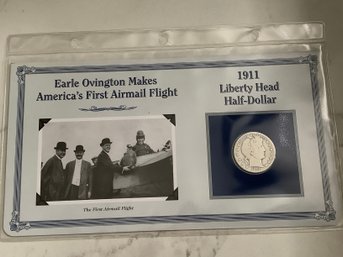 Earle Ovington Makes
America's First Airmail Flight
The First Airmail Flight
1911
Liberty Head
Half-Dollar